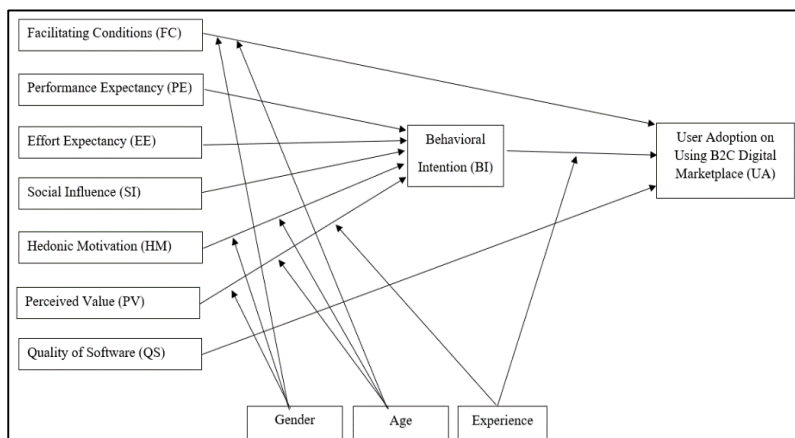 Facilitating Conditions (FC)
Performance Expectancy (PE)
Effort Expectancy (EE)
Social Influence (SI)
Hedonic Motivation (HM)
Perceived Value (PV)
Quality of Software (QS)
Behavioral
Intention (BI)
User Adoption on
Using B2C Digital
Marketplace (UA)
Gender
Age
Experience